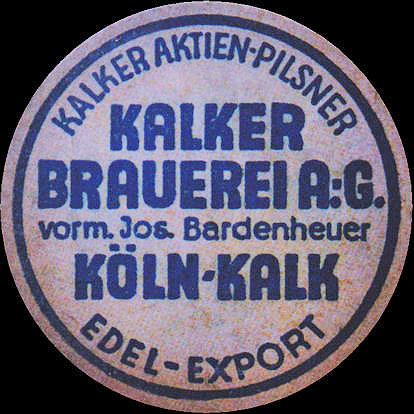 KALKER AKTIEN-PILSNER
KALKER
BRAUEREI A:G.
vorm. Jos. Bardenheuer
KÖLN-KALK
EDEL-EXPORT